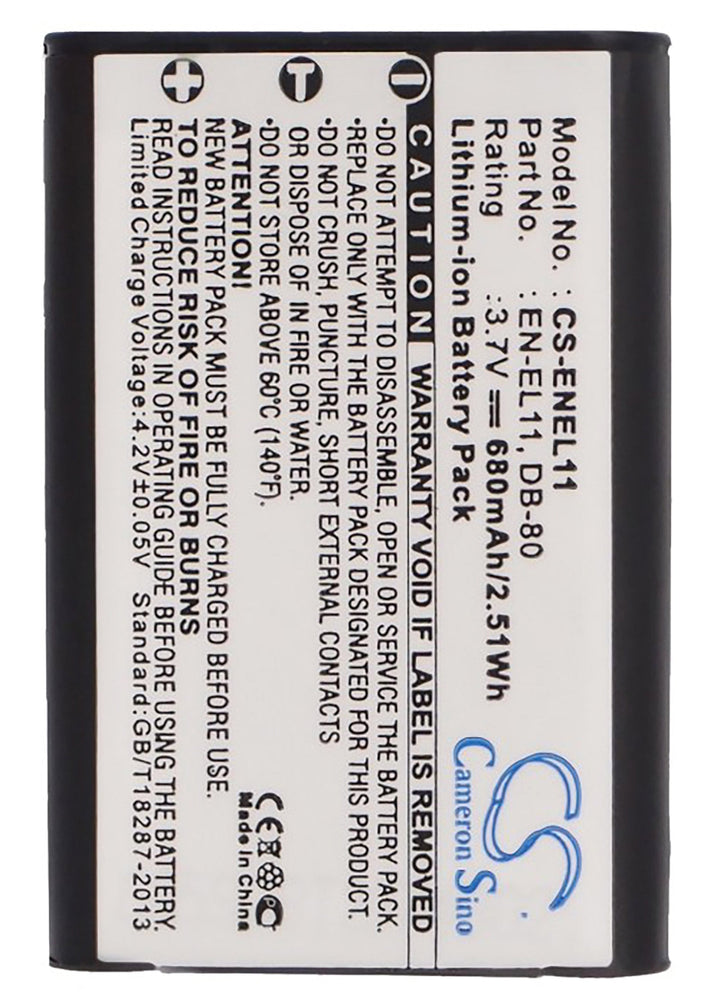 Model No. : CS-ENEL11
Part No. : EN-EL11, DB-80
Rating :3.7V 680mAh/2.51Wh
Lithium-ion Battery Pack
CS
Cameron Sino
CAUTION WARRANTY VOID IF LABEL IS REMOVED
•DO NOT ATTEMPT TO DISASSEMBLE, OPEN OR SERVICE THE BATTERY PACK.
•REPLACE ONLY WITH THE BATTERY PACK DESIGNATED FOR THIS PRODUCT.
•DO NOT CRUSH, PUNCTURE, SHORT EXTERNAL CONTACTS
OR DISPOSE OF IN FIRE OR WATER.
•DO NOT STORE ABOVE 60°C (140°F).
ATTENTION!
NEW BATTERY PACK MUST BE FULLY CHARGED BEFORE USE.
TO REDUCE RISK OF FIRE OR BURNS
READ INSTRUCTIONS IN OPERATING GUIDE BEFORE USING THE BATTERY.
Limited Charge Voltage:4.2V±0.05V Standard:GB/T18287-2013
CE
Made in China
− T +